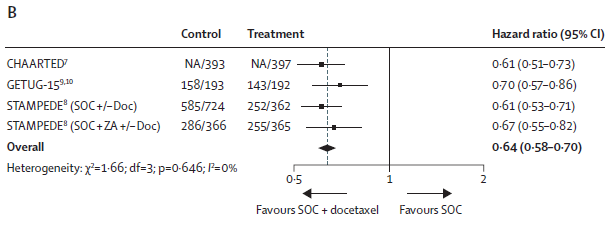 B
Control Treatment Hazard ratio (95% CI)
CHAARTED⁷ NA/393 NA/397 0·61 (0·51–0·73)
GETUG-15⁹,¹⁰ 158/193 143/192 0·70 (0·57–0·86)
STAMPEDE⁸ (SOC+/–Doc) 585/724 252/362 0·61 (0·53–0·71)
STAMPEDE⁸ (SOC+ZA+/–Doc) 286/366 255/365 0·67 (0·55–0·82)
Overall 0·64 (0·58–0·70)
Heterogeneity: χ²=1·66; df=3; p=0·646; I²=0%
0·5 1 2
Favours SOC + docetaxel Favours SOC